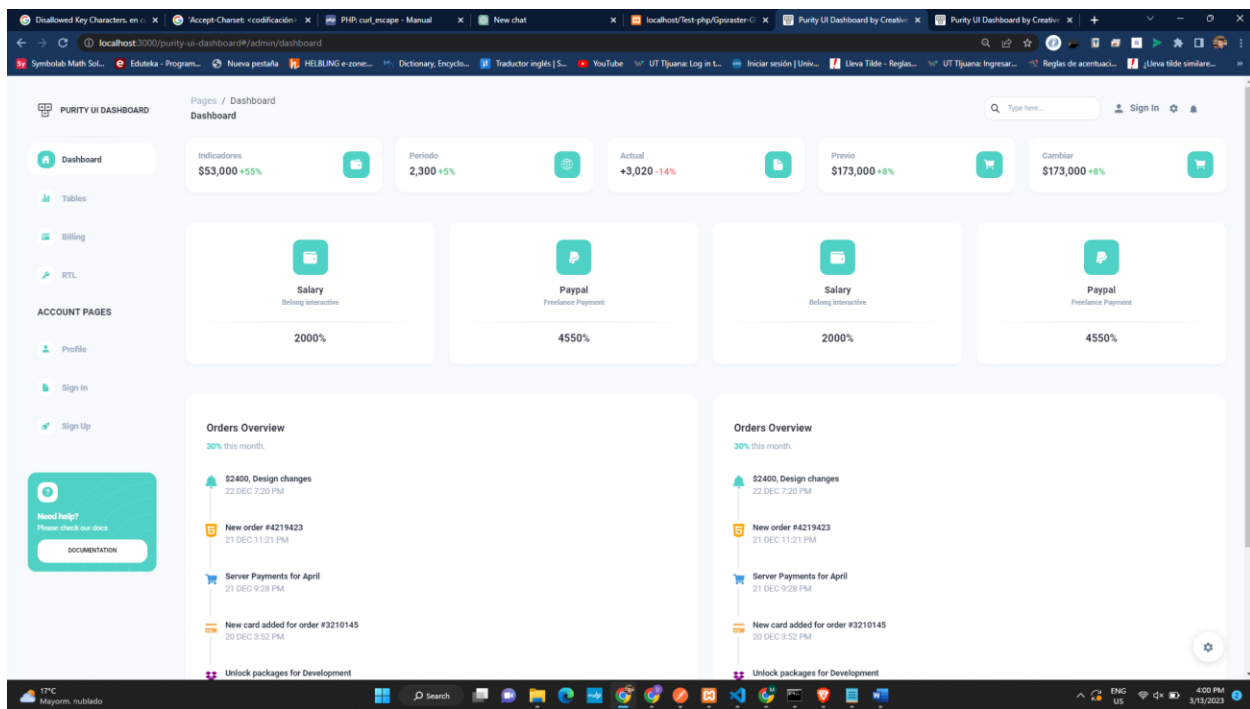 Disallowed Key Characters. en c
'Accept-Charset: <codificación>
PHP: curl_escape - Manual
New chat
localhost/Test-php/Gpsraster-G
Purity UI Dashboard by Creative
Purity UI Dashboard by Creative
localhost:3000/purity-ui-dashboard#/admin/dashboard
Symbolab Math Sol...
Eduteka - Program...
Nueva pestaña
HELBLING e-zone:...
Dictionary, Encyclo...
Traductor inglés | S...
YouTube
UT TIjuana: Log in t...
Iniciar sesión | Univ...
Lleva Tilde - Reglas...
UT TIjuana: Ingresar...
Reglas de acentuaci...
¿Lleva tilde similare...
PURITY UI DASHBOARD
Pages / Dashboard
Dashboard
Type here...
Sign In
Dashboard
Tables
Billing
RTL
ACCOUNT PAGES
Profile
Sign In
Sign Up
Need help?
Please check our docs
DOCUMENTATION
Indicadores
$53,000 +55%
Periodo
2,300 +5%
Actual
+3,020 -14%
Previo
$173,000 +8%
Cambiar
$173,000 +8%
Salary
Belong interactive
2000%
Paypal
Freelance Payment
4550%
Salary
Belong interactive
2000%
Paypal
Freelance Payment
4550%
Orders Overview
30% this month.
$2400, Design changes
22 DEC 7:20 PM
New order #4219423
21 DEC 11:21 PM
Server Payments for April
21 DEC 9:28 PM
New card added for order #3210145
20 DEC 3:52 PM
Unlock packages for Development
Orders Overview
30% this month.
$2400, Design changes
22 DEC 7:20 PM
New order #4219423
21 DEC 11:21 PM
Server Payments for April
21 DEC 9:28 PM
New card added for order #3210145
20 DEC 3:52 PM
Unlock packages for Development
17°C
Mayorm. nublado
Search
ENG
US
4:00 PM
3/13/2023